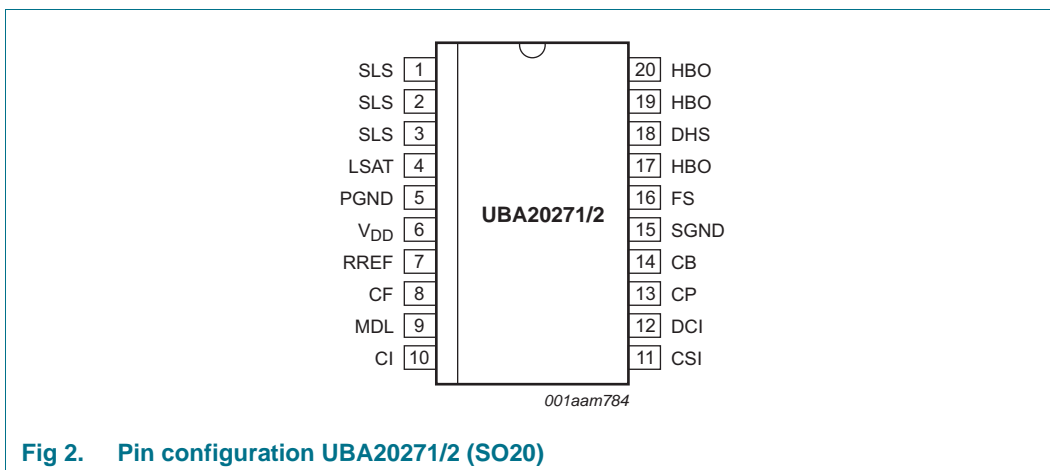 SLS 1 20 HBO
SLS 2 19 HBO
SLS 3 18 DHS
LSAT 4 17 HBO
PGND 5 16 FS
UBA20271/2
VDD 6 15 SGND
RREF 7 14 CB
CF 8 13 CP
MDL 9 12 DCI
CI 10 11 CSI
001aam784
Fig 2. Pin configuration UBA20271/2 (SO20)